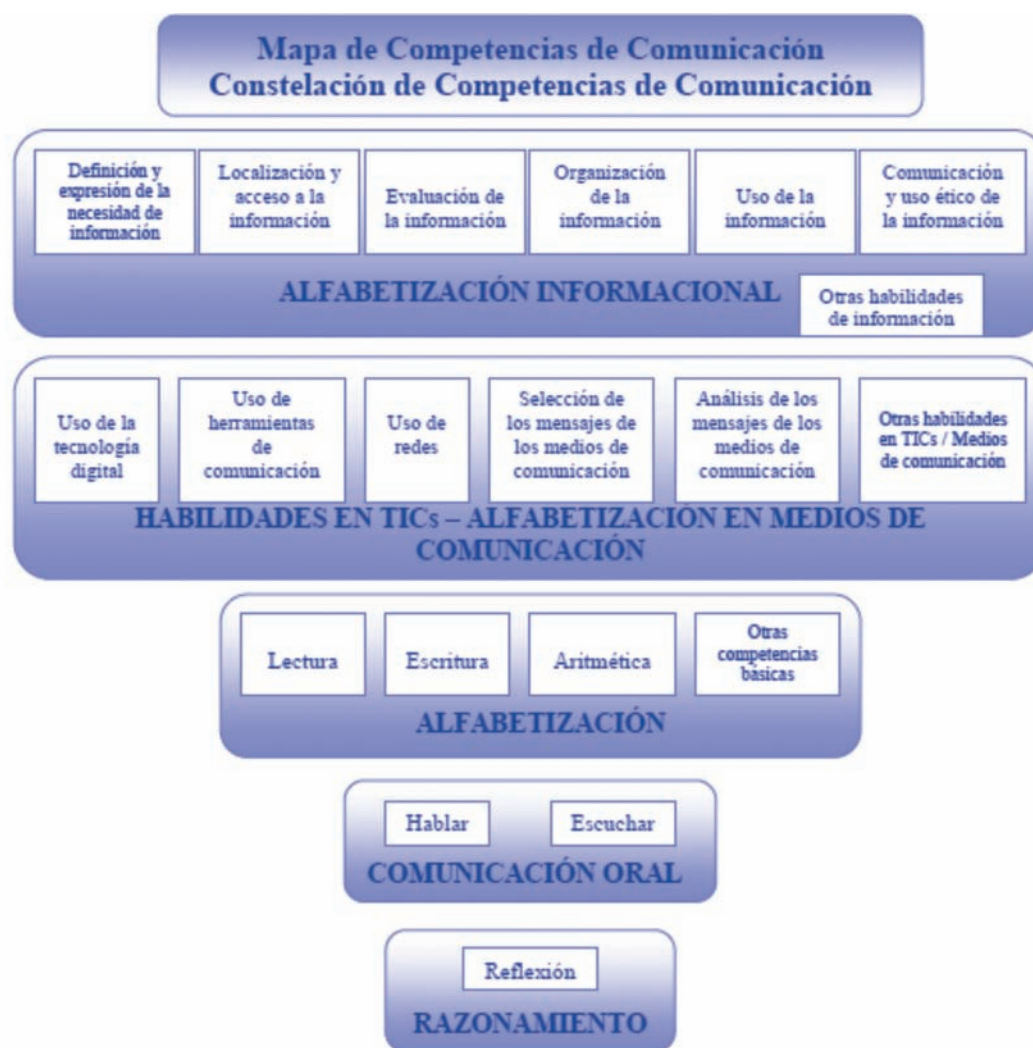 Mapa de Competencias de Comunicación
Constelación de Competencias de Comunicación
Definición y
expresión de la
necesidad de
información
Localización y
acceso a la
información
Evaluación de
la información
Organización
de la
información
Uso de la
información
Comunicación
y uso ético de
la información
ALFABETIZACIÓN INFORMACIONAL
Otras habilidades
de información
Uso de la
tecnología
digital
Uso de
herramientas
de
comunicación
Uso de
redes
Selección de
los mensajes de
los medios de
comunicación
Análisis de los
mensajes de los
medios de
comunicación
Otras habilidades
en TICs / Medios
de comunicación
HABILIDADES EN TICs – ALFABETIZACIÓN EN MEDIOS DE
COMUNICACIÓN
Lectura
Escritura
Aritmética
Otras
competencias
básicas
ALFABETIZACIÓN
Hablar
Escuchar
COMUNICACIÓN ORAL
Reflexión
RAZONAMIENTO